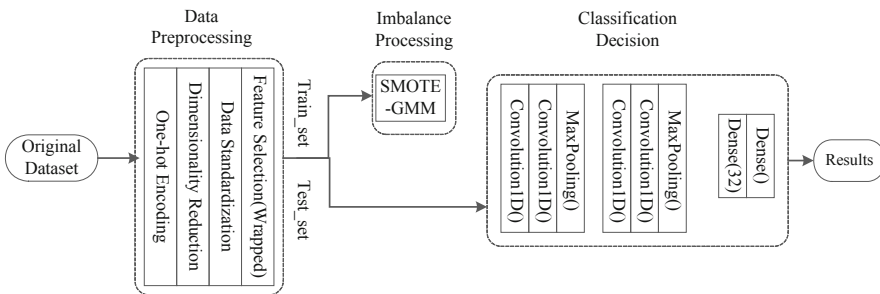 Data
Preprocessing
Imbalance
Processing
Classification
Decision
Original
Dataset
One-hot Encoding
Dimensionality Reduction
Data Standardization
Feature Selection(Wrapped)
Train_set
Test_set
SMOTE
-GMM
Convolution1D()
Convolution1D()
MaxPooling()
Convolution1D()
Convolution1D()
MaxPooling()
Dense(32)
Dense()
Results